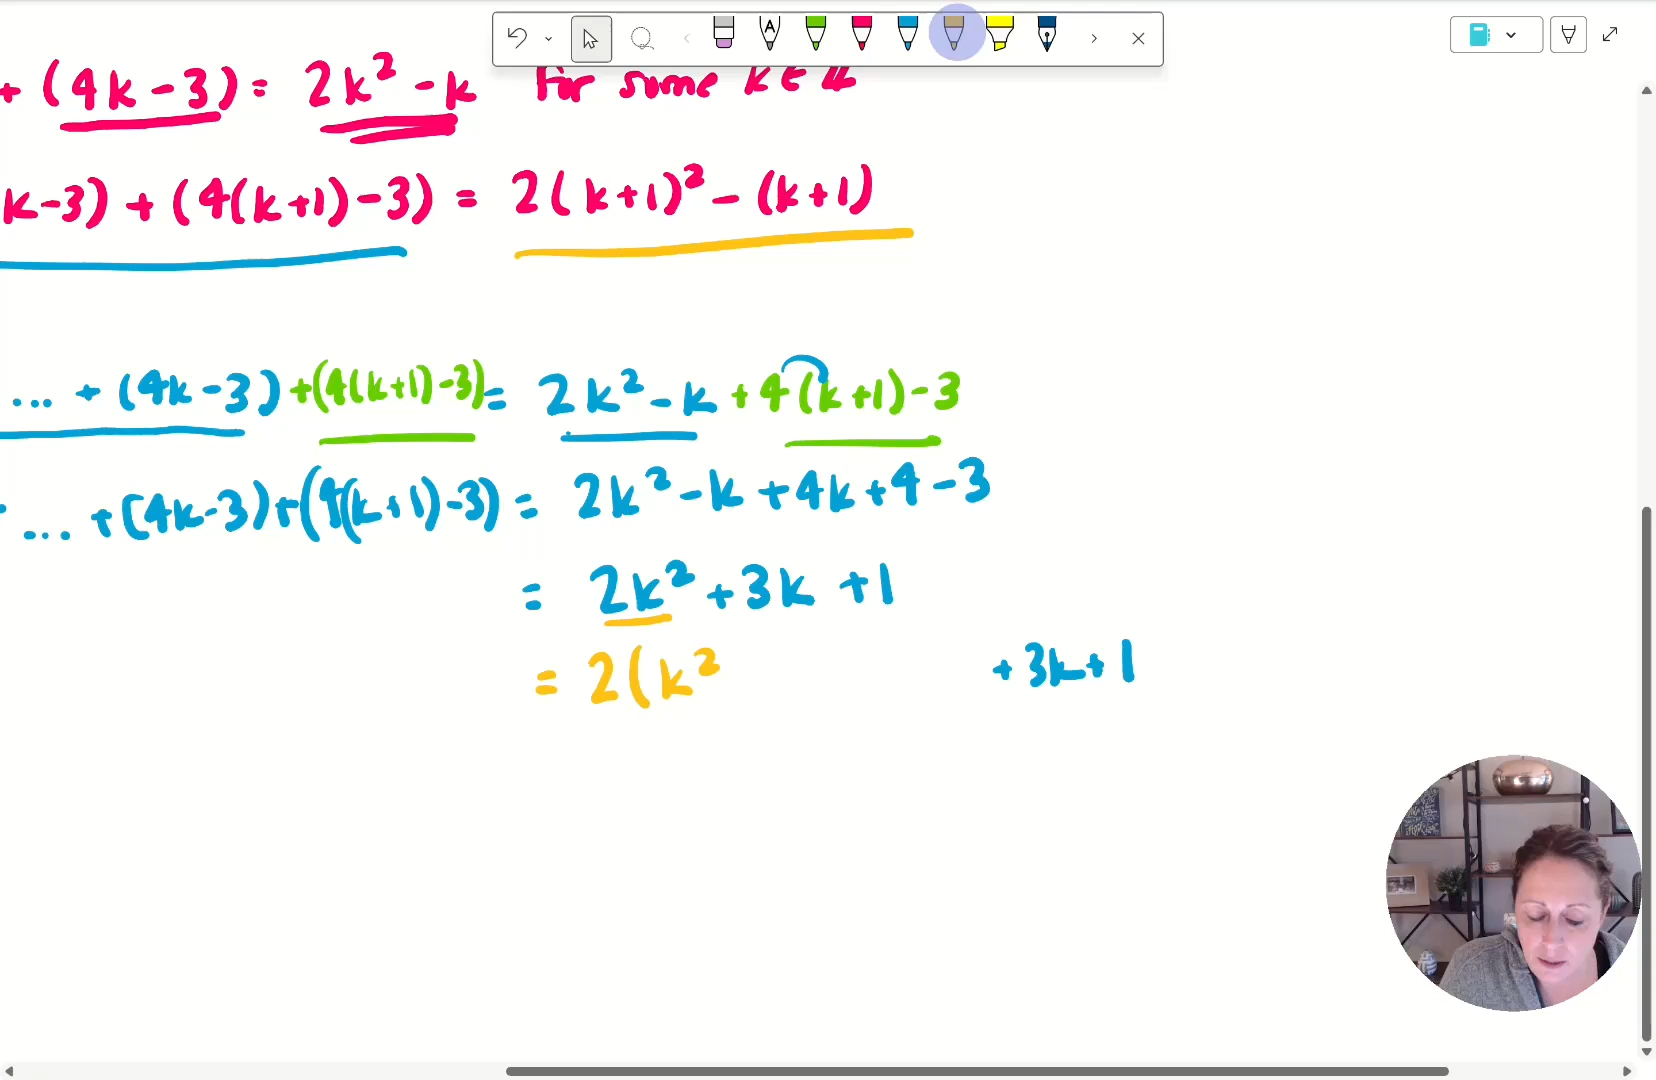 + (4k-3) = 2k² - k for some k ∈ ℤ
k-3) + (4(k+1)-3) = 2(k+1)² - (k+1)
... + (4k-3) + (4(k+1)-3) = 2k² - k + 4(k+1) - 3
... + (4k-3) + (4(k+1)-3) = 2k² - k + 4k + 4 - 3
= 2k² + 3k + 1
= 2(k² + 3k + 1